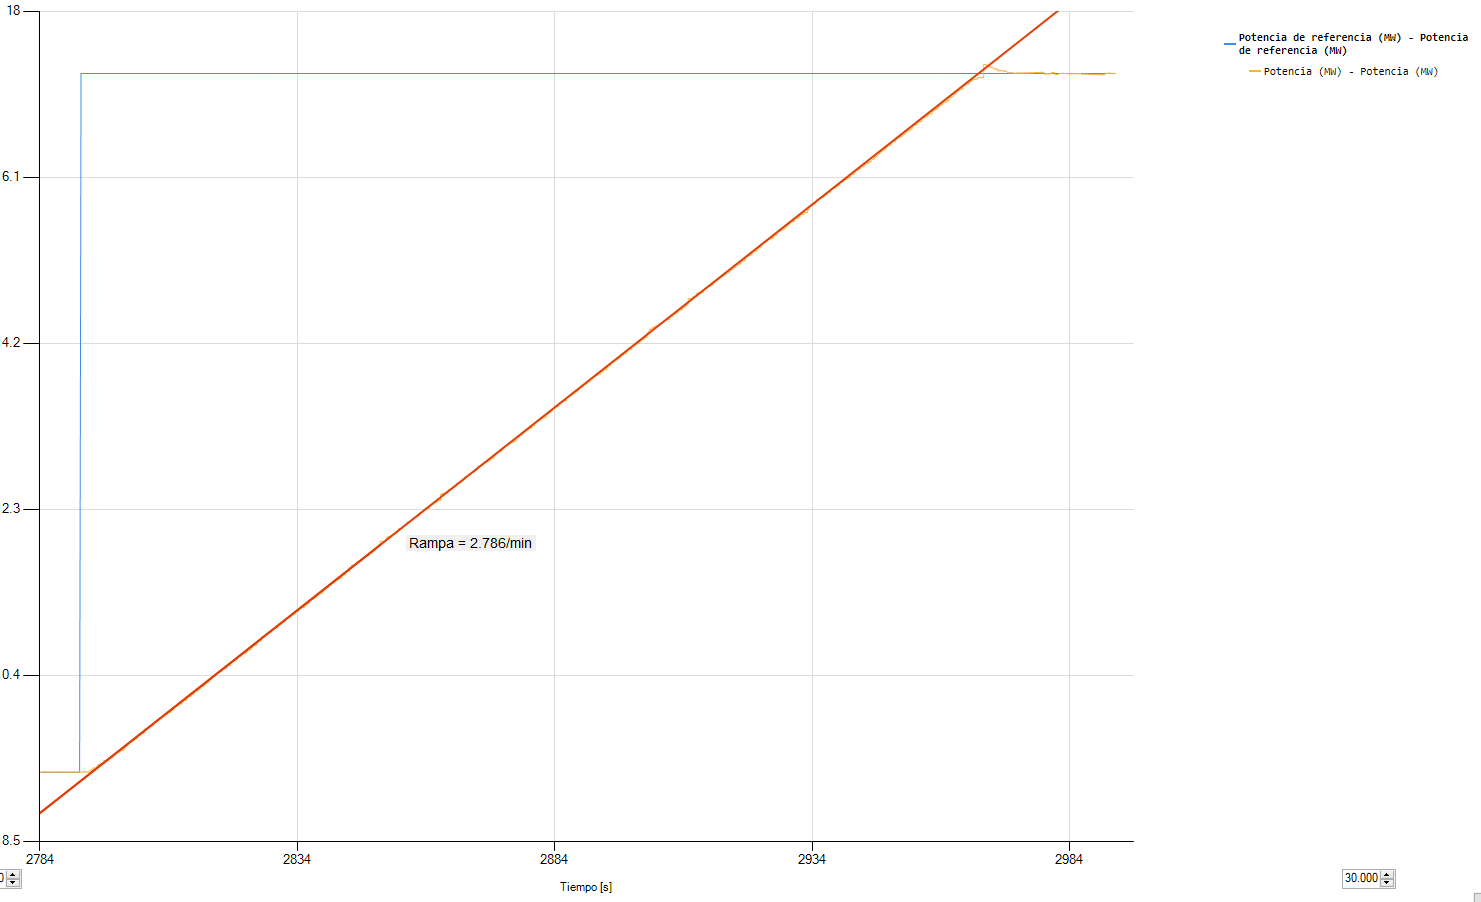 18
Potencia de referencia (MW) - Potencia
de referencia (MW)
Potencia (MW) - Potencia (MW)
6.1
4.2
2.3
Rampa = 2.786/min
0.4
8.5
2784 2834 2884 2934 2984
0 30.000
Tiempo [s]